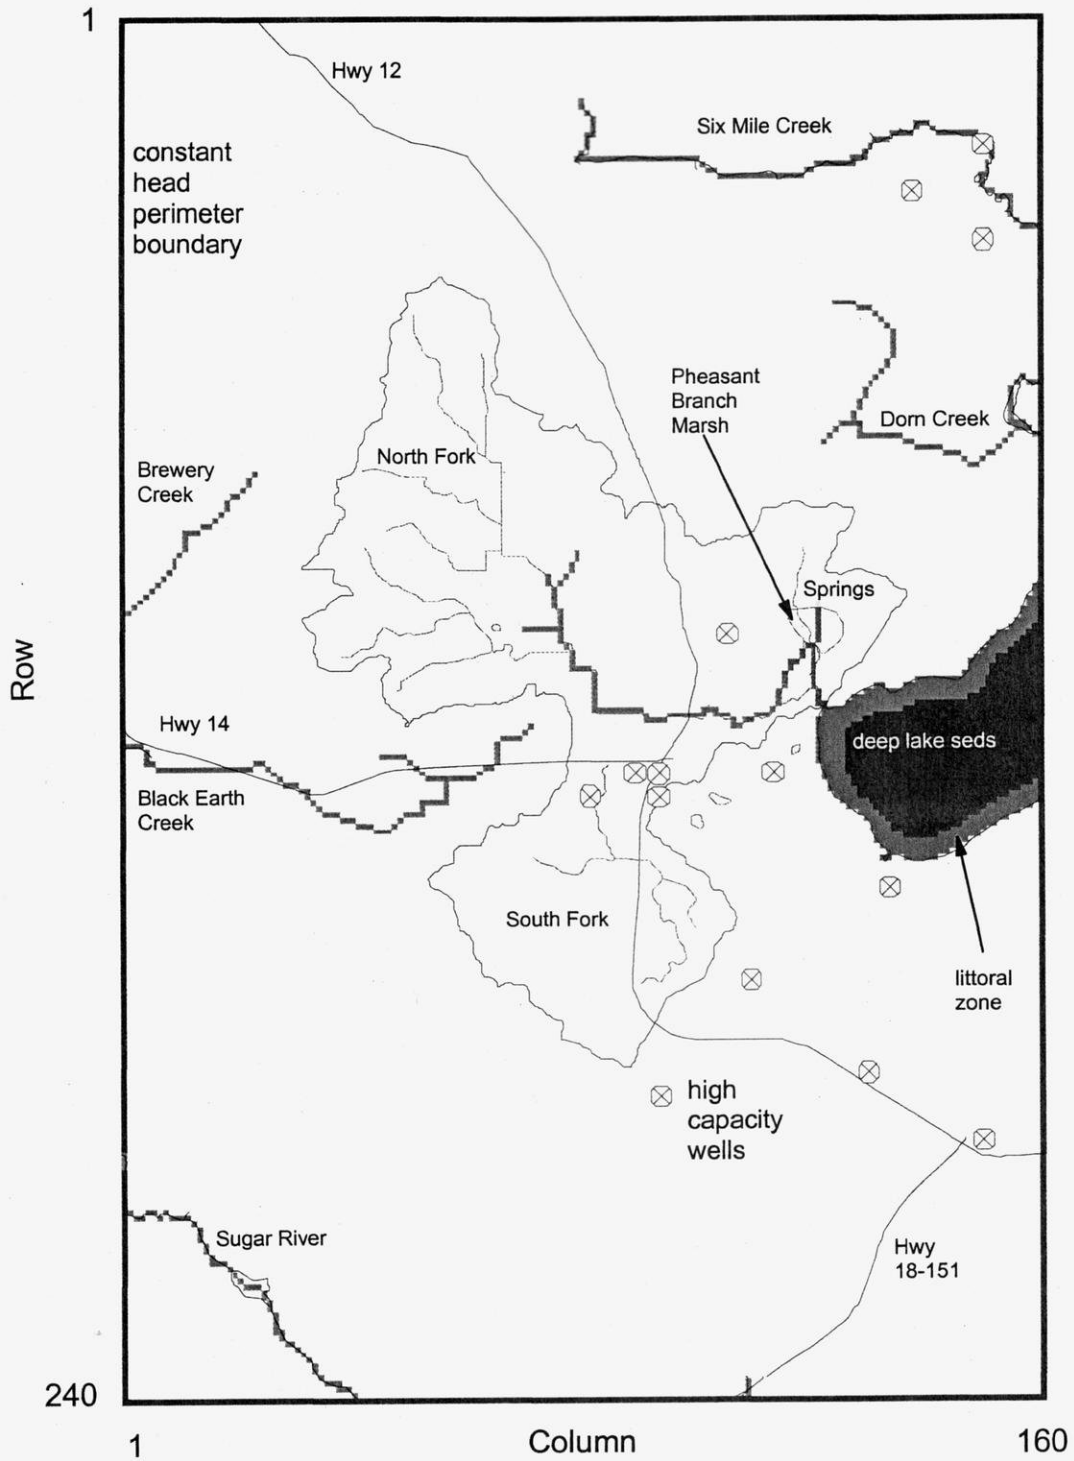 1
Hwy 12
Six Mile Creek
constant
head
perimeter
boundary
Pheasant
Branch
Marsh
Dorn Creek
North Fork
Brewery
Creek
Springs
Row
Hwy 14
deep lake seds
Black Earth
Creek
South Fork
littoral
zone
high
capacity
wells
Sugar River
Hwy
18-151
240
1
Column
160